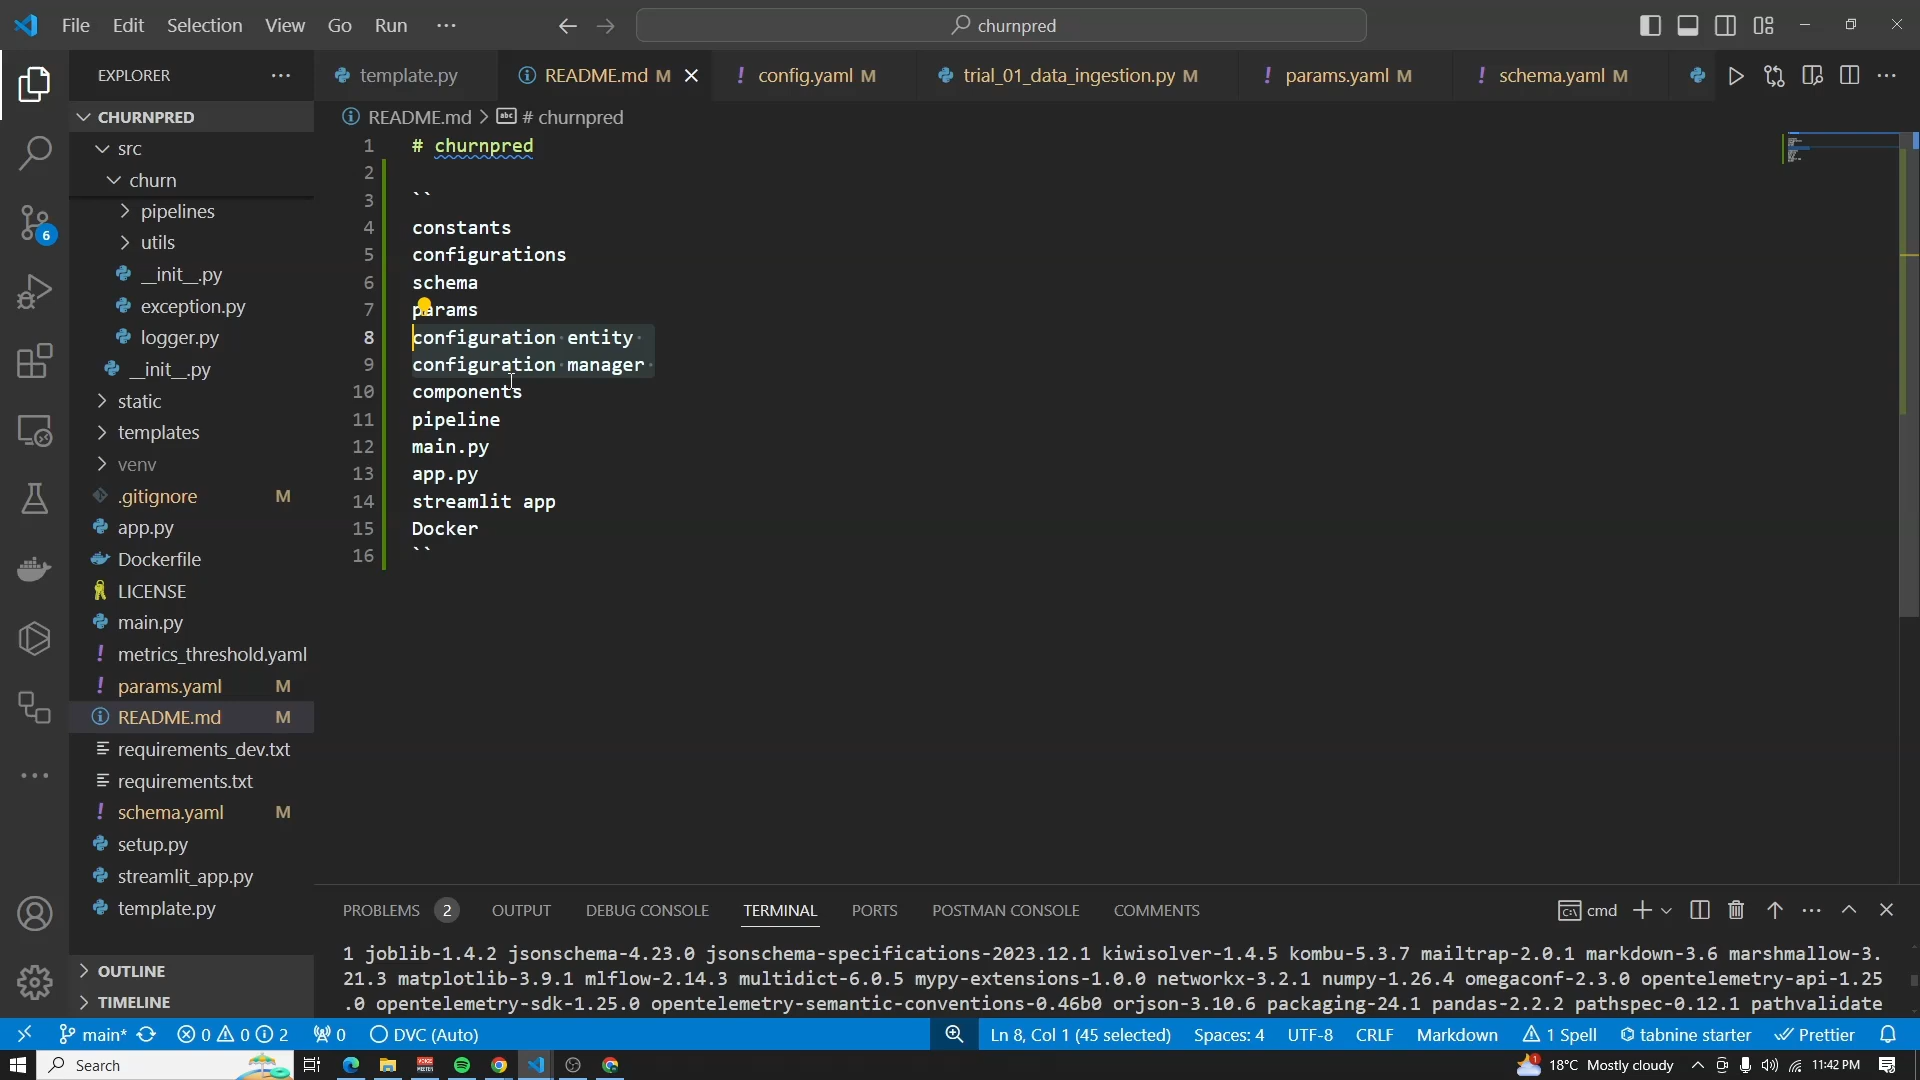 File Edit Selection View Go Run ···
churnpred
EXPLORER ···
template.py
README.md M
! config.yaml M
trial_01_data_ingestion.py M
! params.yaml M
! schema.yaml M
CHURNPRED
src
churn
pipelines
utils
__init__.py
exception.py
logger.py
__init__.py
static
templates
venv
.gitignore M
app.py
Dockerfile
LICENSE
main.py
! metrics_threshold.yaml
! params.yaml M
README.md M
requirements_dev.txt
requirements.txt
! schema.yaml M
setup.py
streamlit_app.py
template.py
OUTLINE
TIMELINE
6
README.md > abc # churnpred
1 # churnpred
2
3 ``
4 constants
5 configurations
6 schema
7 params
8 configuration entity
9 configuration manager
10 components
11 pipeline
12 main.py
13 app.py
14 streamlit app
15 Docker
16 ``
PROBLEMS 2 OUTPUT DEBUG CONSOLE TERMINAL PORTS POSTMAN CONSOLE COMMENTS
cmd
1 joblib-1.4.2 jsonschema-4.23.0 jsonschema-specifications-2023.12.1 kiwisolver-1.4.5 kombu-5.3.7 mailtrap-2.0.1 markdown-3.6 marshmallow-3.
21.3 matplotlib-3.9.1 mlflow-2.14.3 multidict-6.0.5 mypy-extensions-1.0.0 networkx-3.2.1 numpy-1.26.4 omegaconf-2.3.0 opentelemetry-api-1.25
.0 opentelemetry-sdk-1.25.0 opentelemetry-semantic-conventions-0.46b0 orjson-3.10.6 packaging-24.1 pandas-2.2.2 pathspec-0.12.1 pathvalidate
main* 0 0 2 0 DVC (Auto) Ln 8, Col 1 (45 selected) Spaces: 4 UTF-8 CRLF Markdown 1 Spell tabnine starter Prettier
Search
1 18°C Mostly cloudy 11:42 PM